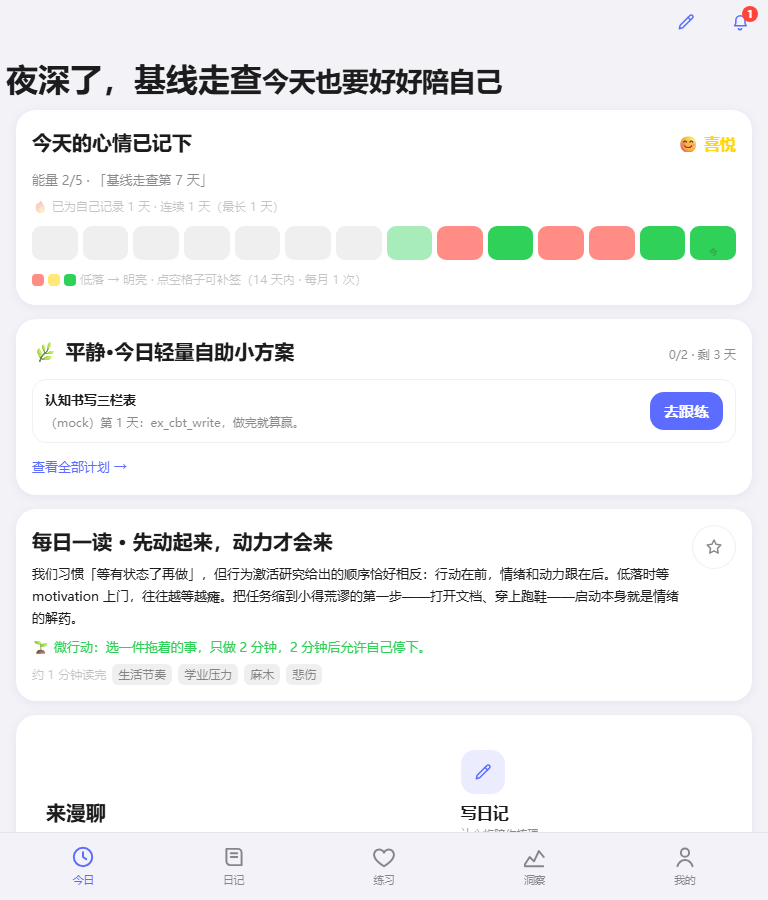 1
夜深了，基线走查今天也要好好陪自己
今天的心情已记下
😊 喜悦
能量 2/5 · 「基线走查第 7 天」
🔥 已为自己记录 1 天 · 连续 1 天（最长 1 天）
今
低落 → 明亮 · 点空格子可补签（14 天内 · 每月 1 次）
🌿 平静·今日轻量自助小方案
0/2 · 剩 3 天
认知书写三栏表
（mock）第 1 天：ex_cbt_write，做完就算赢。
去跟练
查看全部计划 →
每日一读 · 先动起来，动力才会来
我们习惯「等有状态了再做」，但行为激活研究给出的顺序恰好相反：行动在前，情绪和动力跟在后。低落时等
motivation 上门，往往越等越瘫。把任务缩到小得荒谬的第一步——打开文档、穿上跑鞋——启动本身就是情绪
的解药。
🌱 微行动：选一件拖着的事，只做 2 分钟，2 分钟后允许自己停下。
约 1 分钟读完 生活节奏 学业压力 麻木 悲伤
来漫聊
写日记
今日 日记 练习 洞察 我的